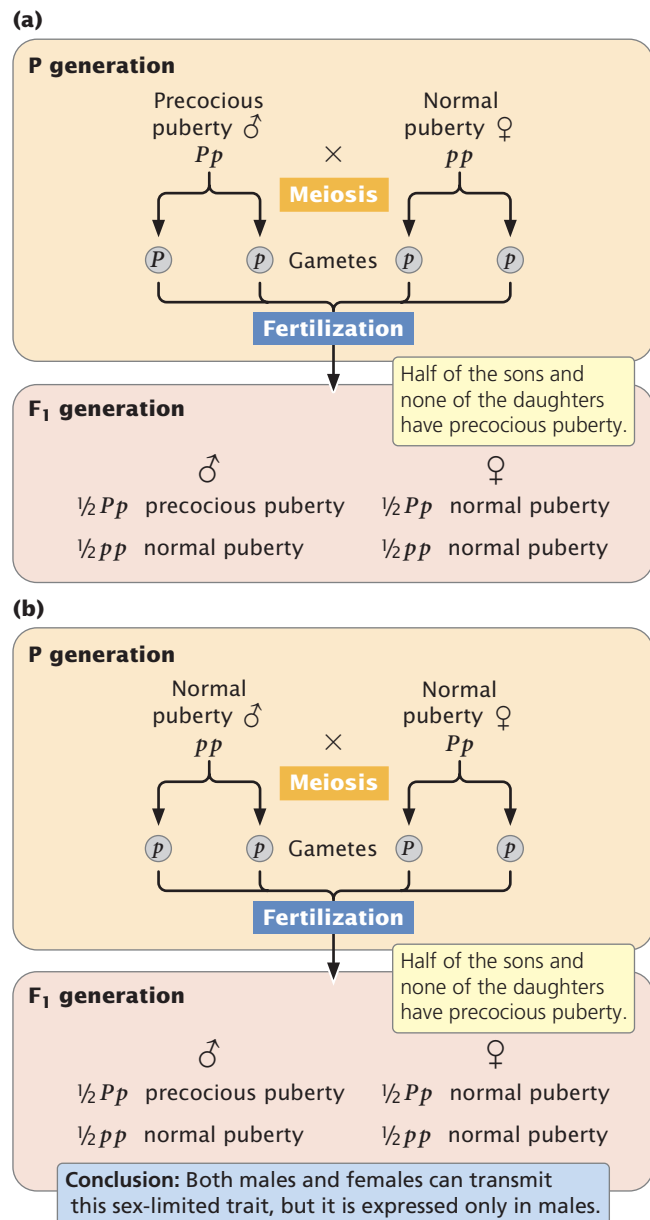 (a)
P generation
Precocious
puberty ♂
Pp
×
Normal
puberty ♀
pp
Meiosis
P p Gametes p p
Fertilization
Half of the sons and
none of the daughters
have precocious puberty.
F₁ generation
♂ ♀
½ Pp precocious puberty ½ Pp normal puberty
½ pp normal puberty ½ pp normal puberty
(b)
P generation
Normal
puberty ♂
pp
×
Normal
puberty ♀
Pp
Meiosis
p p Gametes P p
Fertilization
Half of the sons and
none of the daughters
have precocious puberty.
F₁ generation
♂ ♀
½ Pp precocious puberty ½ Pp normal puberty
½ pp normal puberty ½ pp normal puberty
Conclusion: Both males and females can transmit
this sex-limited trait, but it is expressed only in males.